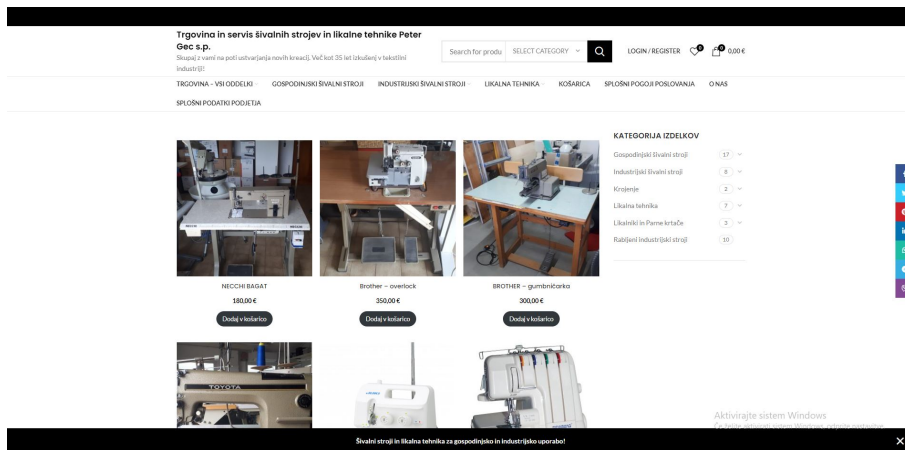 Trgovina in servis šivalnih strojev in likalne tehnike Peter
Gec s.p.
Skupaj z vami na poti ustvarjanja novih kreacij. Več kot 35 let izkušenj v tekstilni
industriji!
Search for produ SELECT CATEGORY
LOGIN / REGISTER 0 0 0,00 €
TRGOVINA – VSI ODDELKI GOSPODINJSKI ŠIVALNI STROJI INDUSTRIJSKI ŠIVALNI STROJI LIKALNA TEHNIKA KOŠARICA SPLOŠNI POGOJI POSLOVANJA O NAS
SPLOŠNI PODATKI PODJETJA
KATEGORIJA IZDELKOV
Gospodinjski šivalni stroji 17
Industrijski šivalni stroji 8
Krojenje 2
Likalna tehnika 7
Likalniki in Parne krtače 3
Rabljeni industrijski stroji 10
NECCHI BAGAT
180,00 €
Dodaj v košarico
Brother – overlock
350,00 €
Dodaj v košarico
BROTHER – gumbničarka
300,00 €
Dodaj v košarico
TOYOTA
Aktivirajte sistem Windows
Šivalni stroji in likalna tehnika za gospodinjsko in industrijsko uporabo!